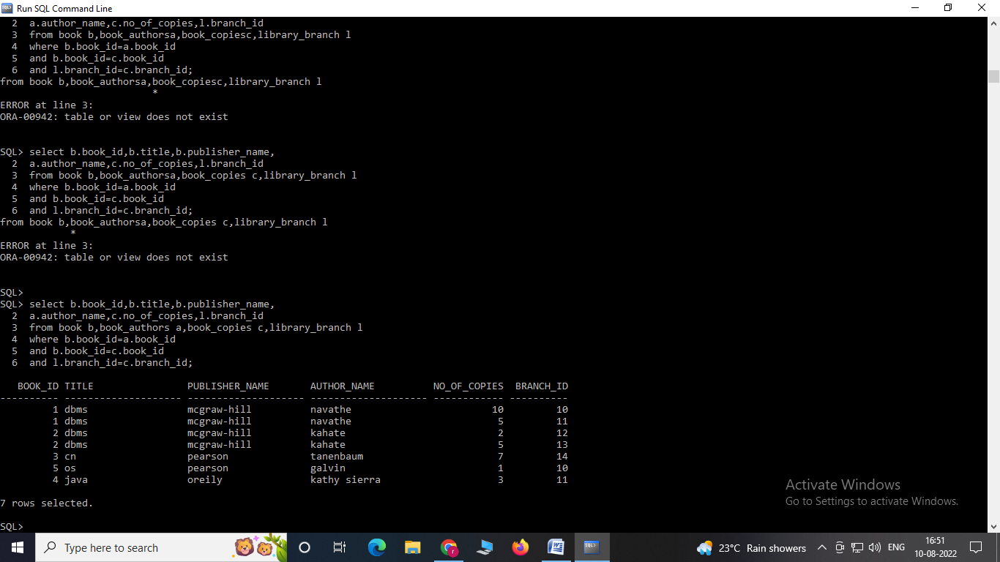 Run SQL Command Line
2 a.author_name,c.no_of_copies,l.branch_id
3 from book b,book_authorsa,book_copiesc,library_branch l
4 where b.book_id=a.book_id
5 and b.book_id=c.book_id
6 and l.branch_id=c.branch_id;
from book b,book_authorsa,book_copiesc,library_branch l
*
ERROR at line 3:
ORA-00942: table or view does not exist
SQL> select b.book_id,b.title,b.publisher_name,
2 a.author_name,c.no_of_copies,l.branch_id
3 from book b,book_authorsa,book_copies c,library_branch l
4 where b.book_id=a.book_id
5 and b.book_id=c.book_id
6 and l.branch_id=c.branch_id;
from book b,book_authorsa,book_copies c,library_branch l
*
ERROR at line 3:
ORA-00942: table or view does not exist
SQL>
SQL> select b.book_id,b.title,b.publisher_name,
2 a.author_name,c.no_of_copies,l.branch_id
3 from book b,book_authors a,book_copies c,library_branch l
4 where b.book_id=a.book_id
5 and b.book_id=c.book_id
6 and l.branch_id=c.branch_id;
BOOK_ID TITLE PUBLISHER_NAME AUTHOR_NAME NO_OF_COPIES BRANCH_ID
---------- -------------------- -------------------- -------------------- ------------ ----------
1 dbms mcgraw-hill navathe 10 10
1 dbms mcgraw-hill navathe 5 11
2 dbms mcgraw-hill kahate 2 12
2 dbms mcgraw-hill kahate 5 13
3 cn pearson tanenbaum 7 14
5 os pearson galvin 1 10
4 java oreily kathy sierra 3 11
7 rows selected.
SQL>
Activate Windows
Go to Settings to activate Windows.
Type here to search
23°C Rain showers
ENG
16:51
10-08-2022